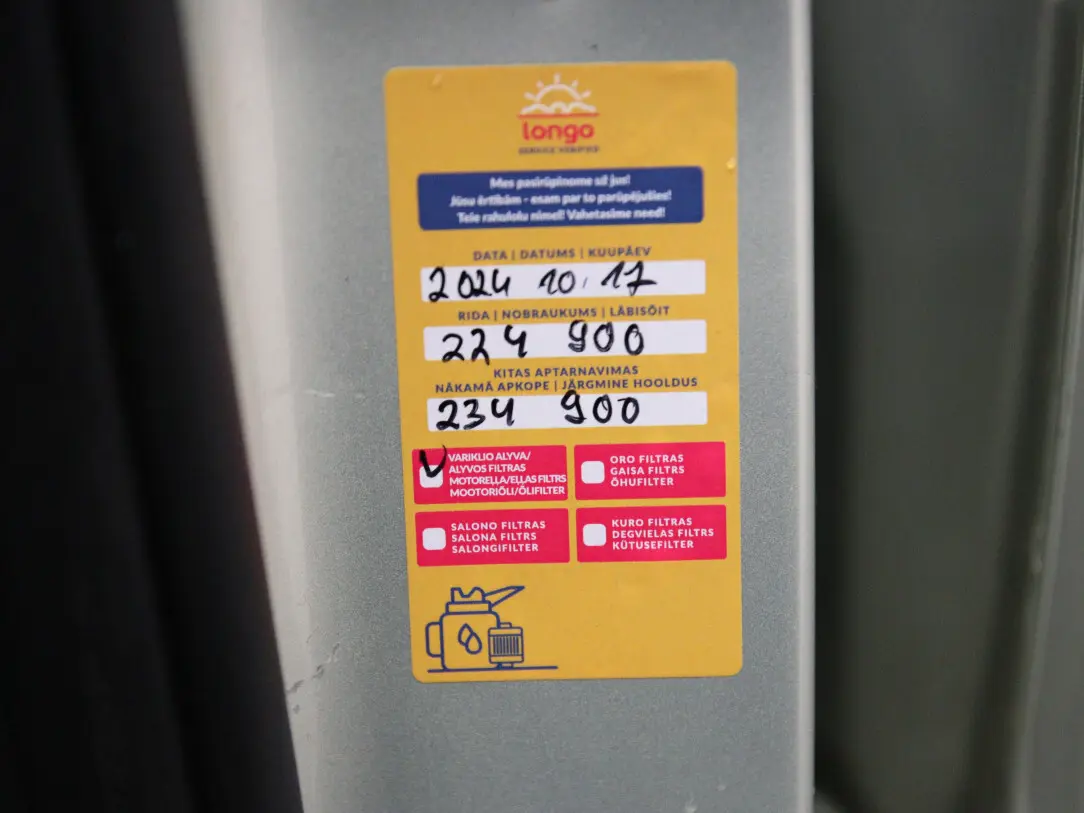 longo
SERVICE VERIFIED
Mes pasirūpinome už jus!
Jūsu ērtībām - esam par to parūpējušies!
Teie rahulolu nimel! Vahetasime need!
DATA | DATUMS | KUUPÄEV
2024 10. 17
RIDA | NOBRAUKUMS | LÄBISÕIT
224 900
KITAS APTARNAVIMAS
NĀKAMĀ APKOPE | JÄRGMINE HOOLDUS
234 900
VARIKLIO ALYVA/
ALYVOS FILTRAS
MOTOREĻĻA/EĻĻAS FILTRS
MOOTORIÕLI/ÕLIFILTER
ORO FILTRAS
GAISA FILTRS
ÕHUFILTER
SALONO FILTRAS
SALONA FILTRS
SALONGIFILTER
KURO FILTRAS
DEGVIELAS FILTRS
KÜTUSEFILTER